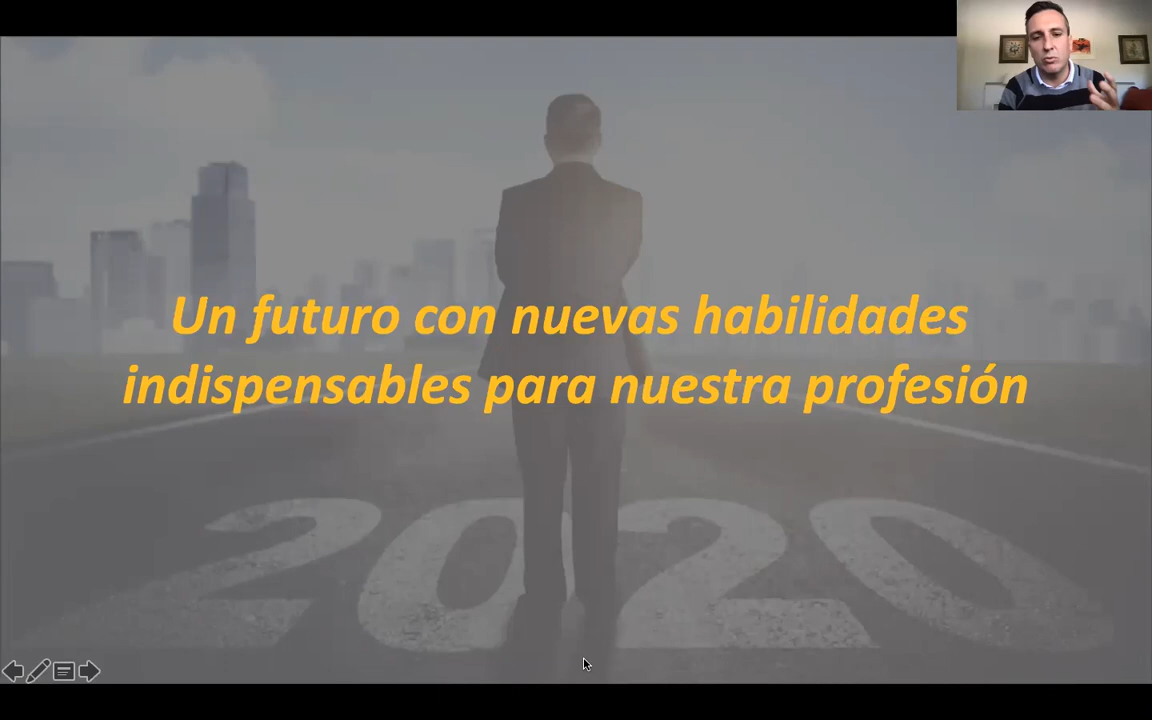 Un futuro con nuevas habilidades
indispensables para nuestra profesión
2020